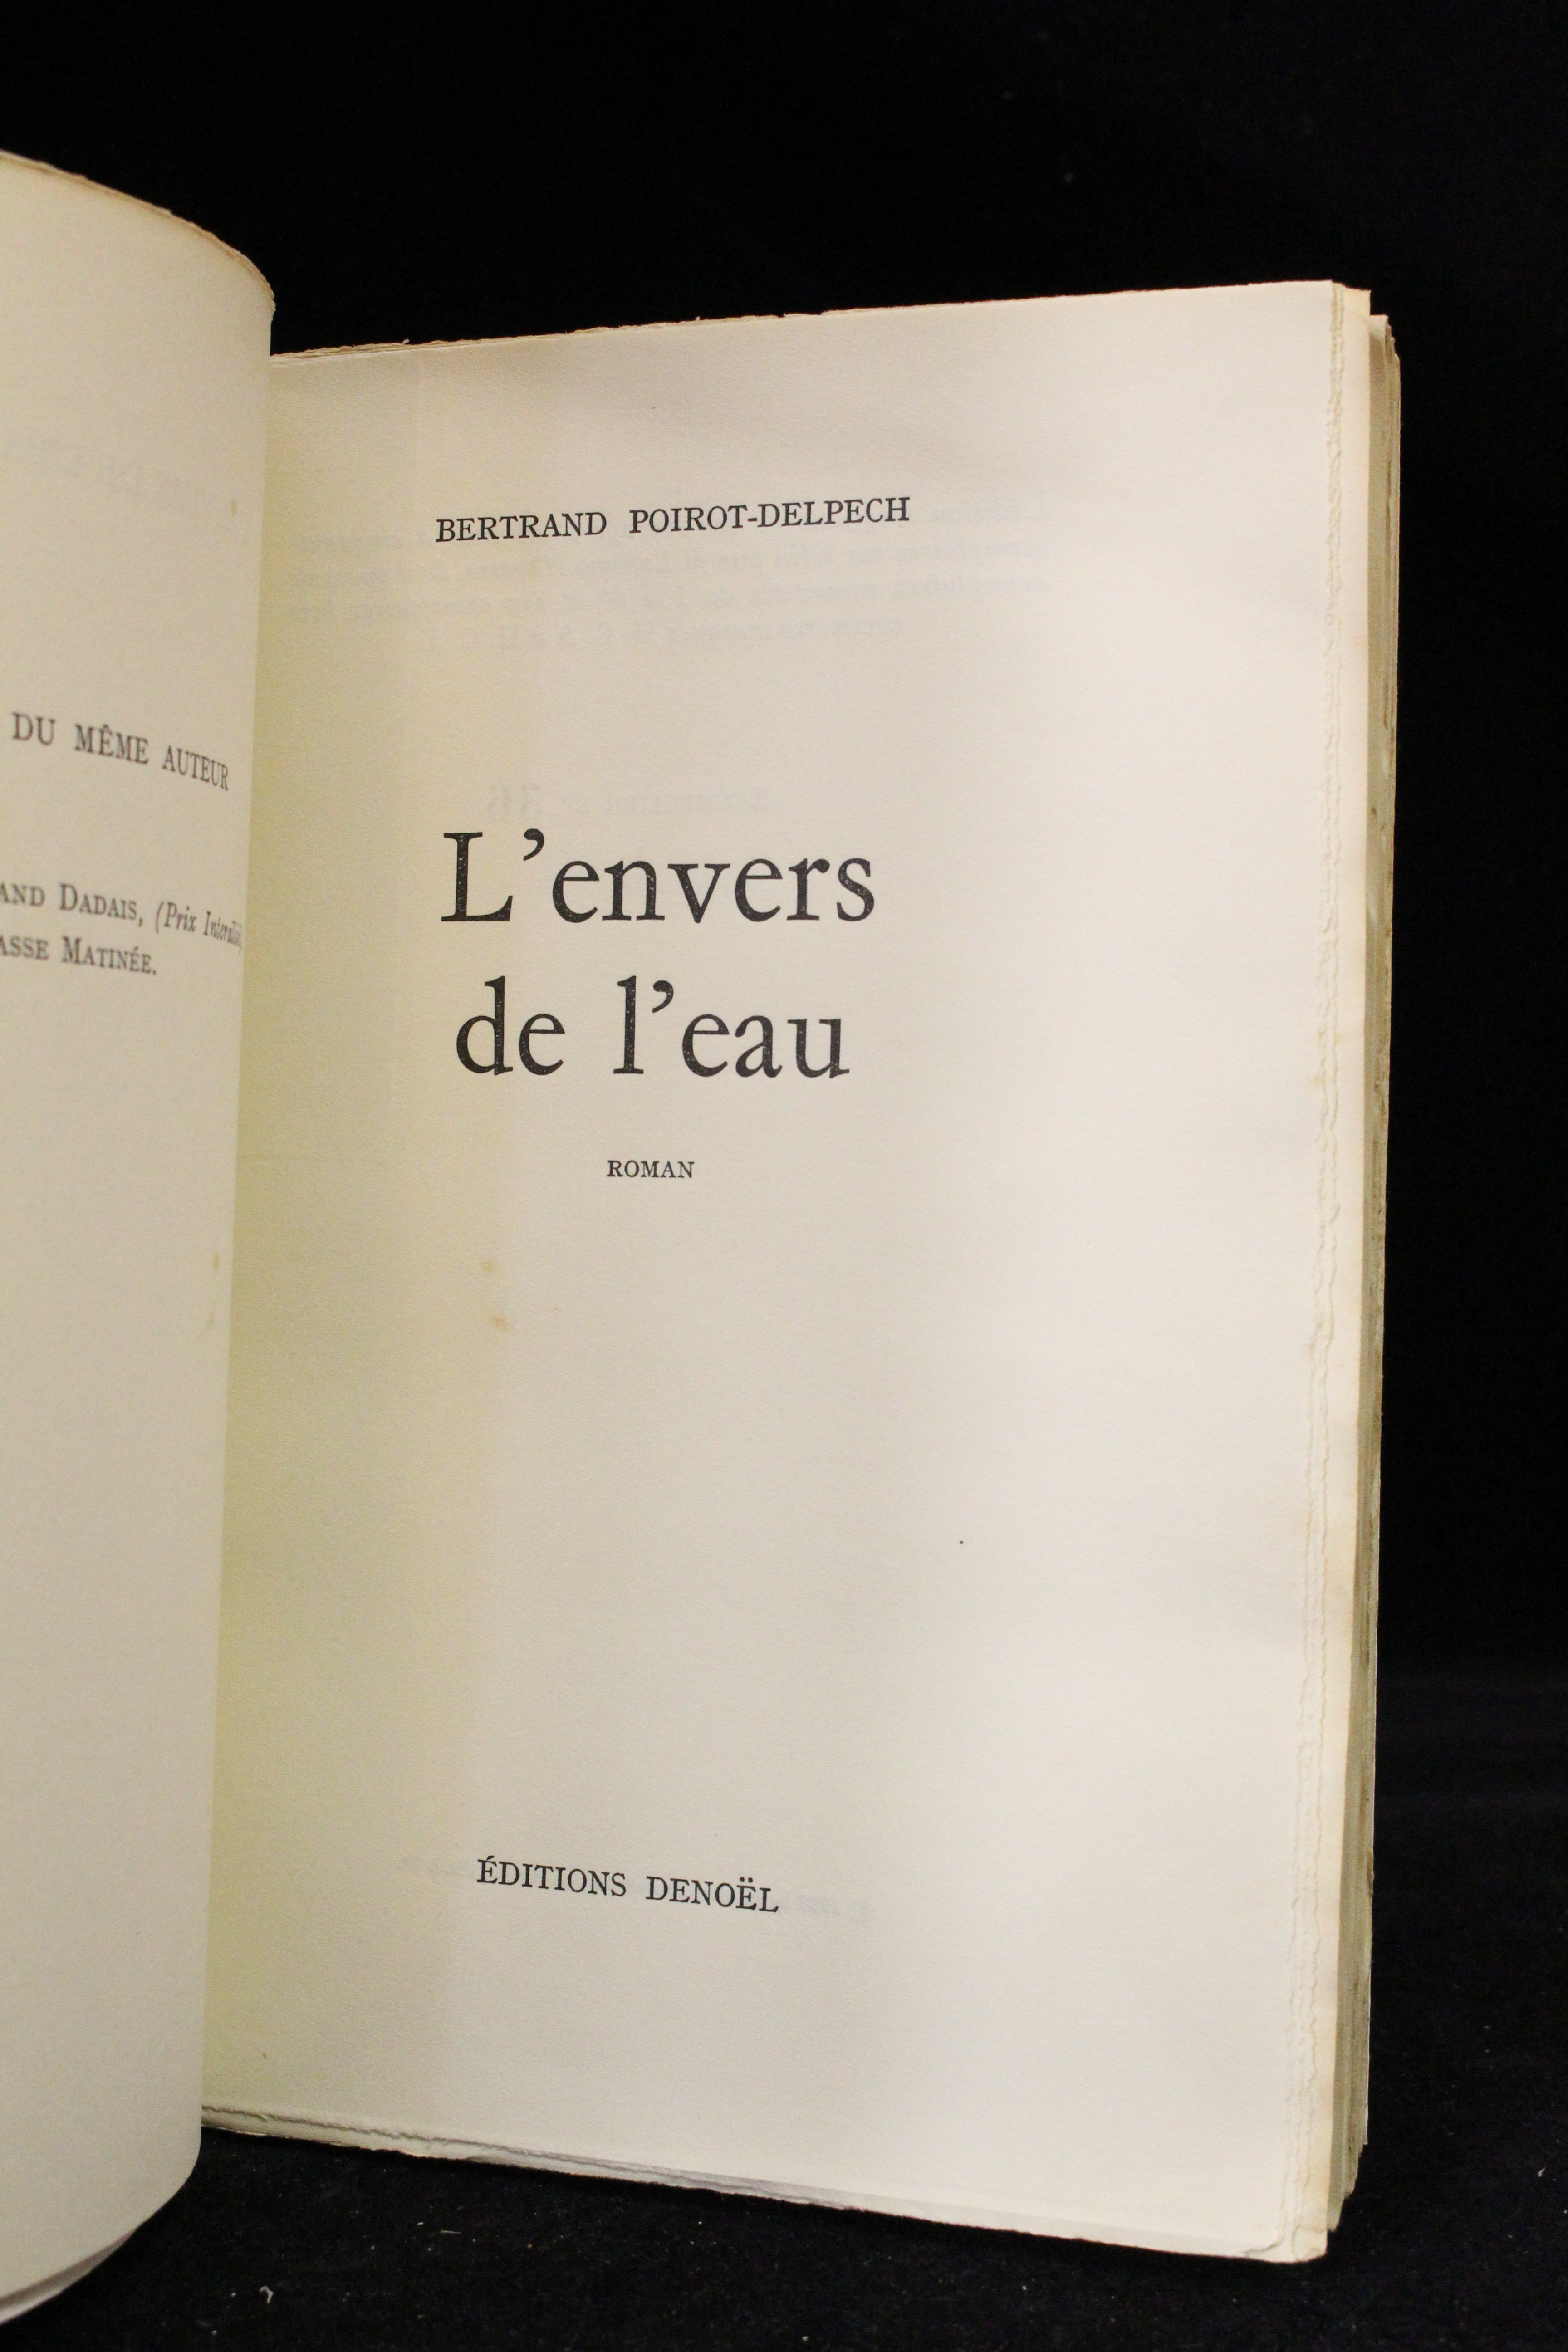 DU MÊME AUTEUR
AND DADAIS, (Prix
ASSE MATINÉE.
BERTRAND POIROT-DELPECH
L'envers
de l'eau
ROMAN
ÉDITIONS DENOËL